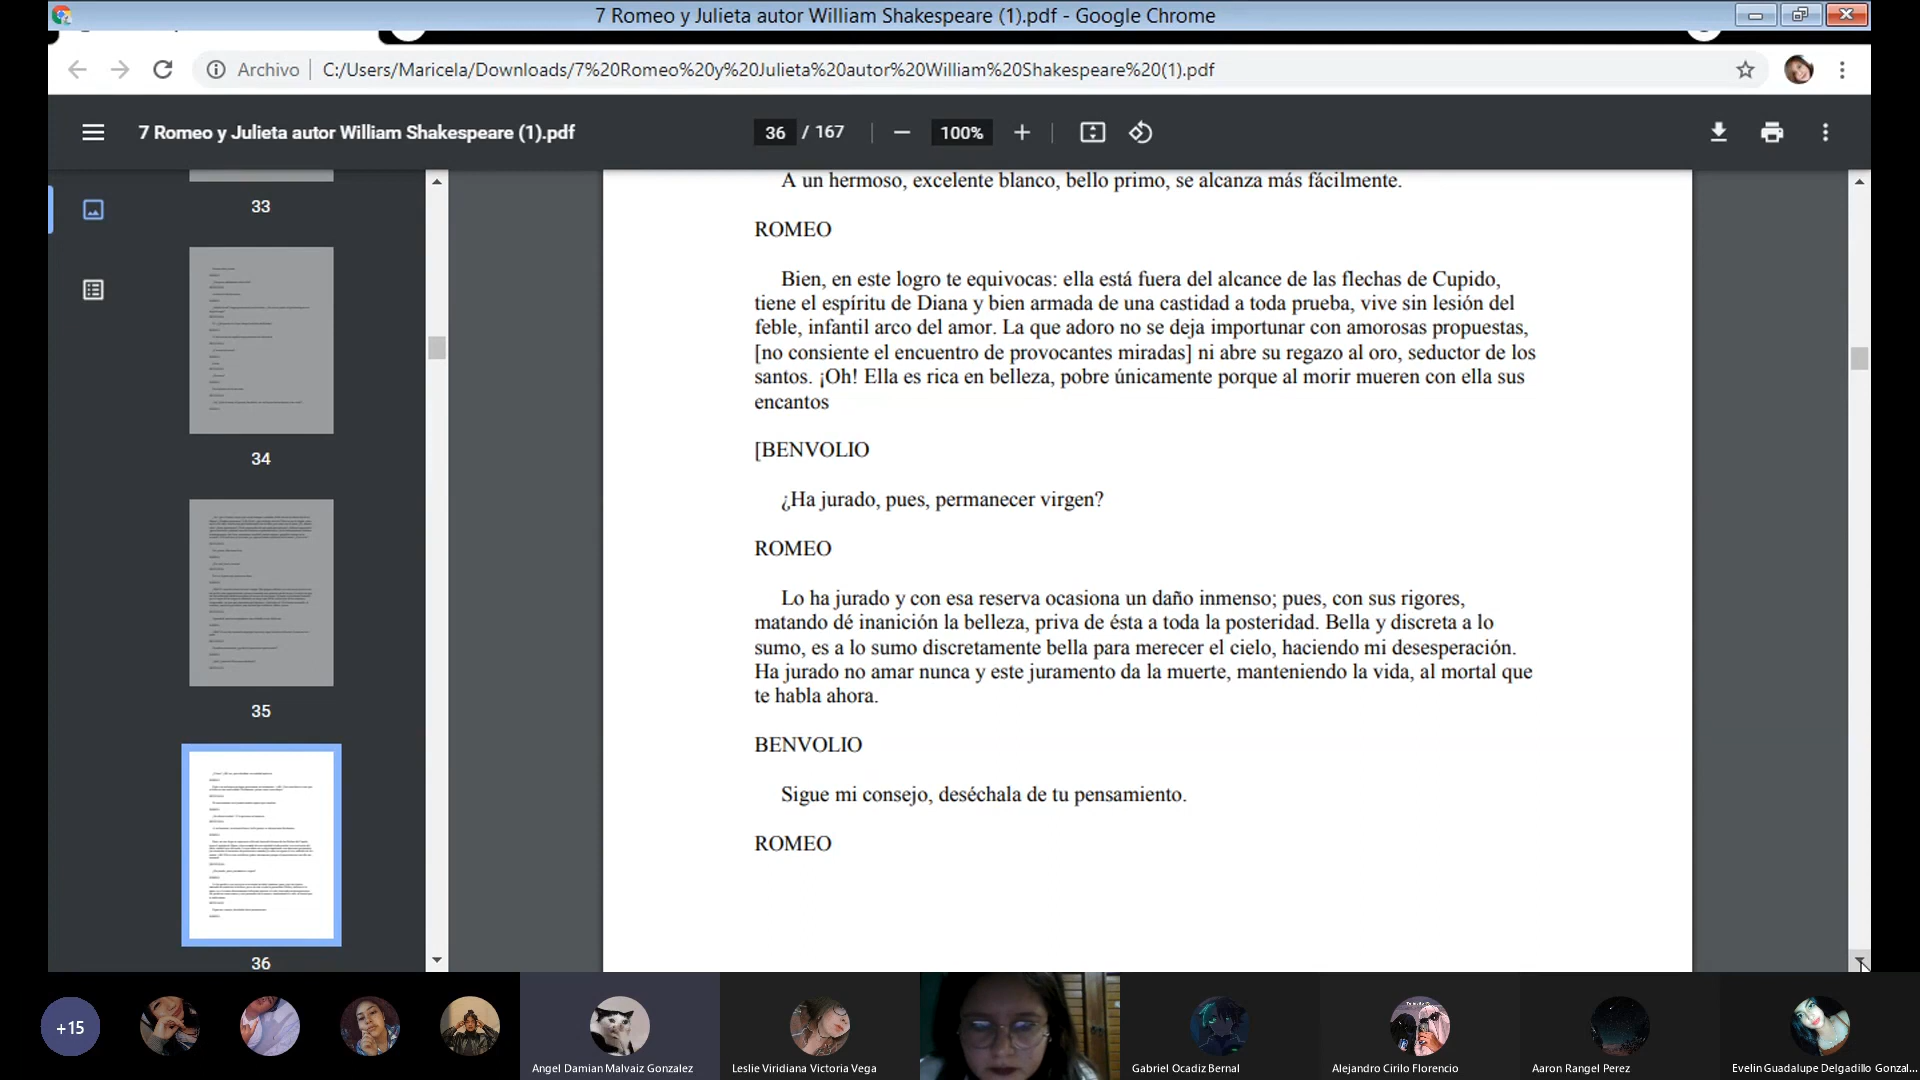 7 Romeo y Julieta autor William Shakespeare (1).pdf - Google Chrome
Archivo | C:/Users/Maricela/Downloads/7%20Romeo%20y%20Julieta%20autor%20William%20Shakespeare%20(1).pdf
7 Romeo y Julieta autor William Shakespeare (1).pdf
36 / 167
100%
33
34
35
36
A un hermoso, excelente blanco, bello primo, se alcanza más fácilmente.
ROMEO
Bien, en este logro te equivocas: ella está fuera del alcance de las flechas de Cupido,
tiene el espíritu de Diana y bien armada de una castidad a toda prueba, vive sin lesión del
feble, infantil arco del amor. La que adoro no se deja importunar con amorosas propuestas,
[no consiente el encuentro de provocantes miradas] ni abre su regazo al oro, seductor de los
santos. ¡Oh! Ella es rica en belleza, pobre únicamente porque al morir mueren con ella sus
encantos
[BENVOLIO
¿Ha jurado, pues, permanecer virgen?
ROMEO
Lo ha jurado y con esa reserva ocasiona un daño inmenso; pues, con sus rigores,
matando dé inanición la belleza, priva de ésta a toda la posteridad. Bella y discreta a lo
sumo, es a lo sumo discretamente bella para merecer el cielo, haciendo mi desesperación.
Ha jurado no amar nunca y este juramento da la muerte, manteniendo la vida, al mortal que
te habla ahora.
BENVOLIO
Sigue mi consejo, deséchala de tu pensamiento.
ROMEO
+15
Angel Damian Malvaiz Gonzalez
Leslie Viridiana Victoria Vega
Gabriel Ocadiz Bernal
Alejandro Cirilo Florencio
Aaron Rangel Perez
Evelin Guadalupe Delgadillo Gonzal...